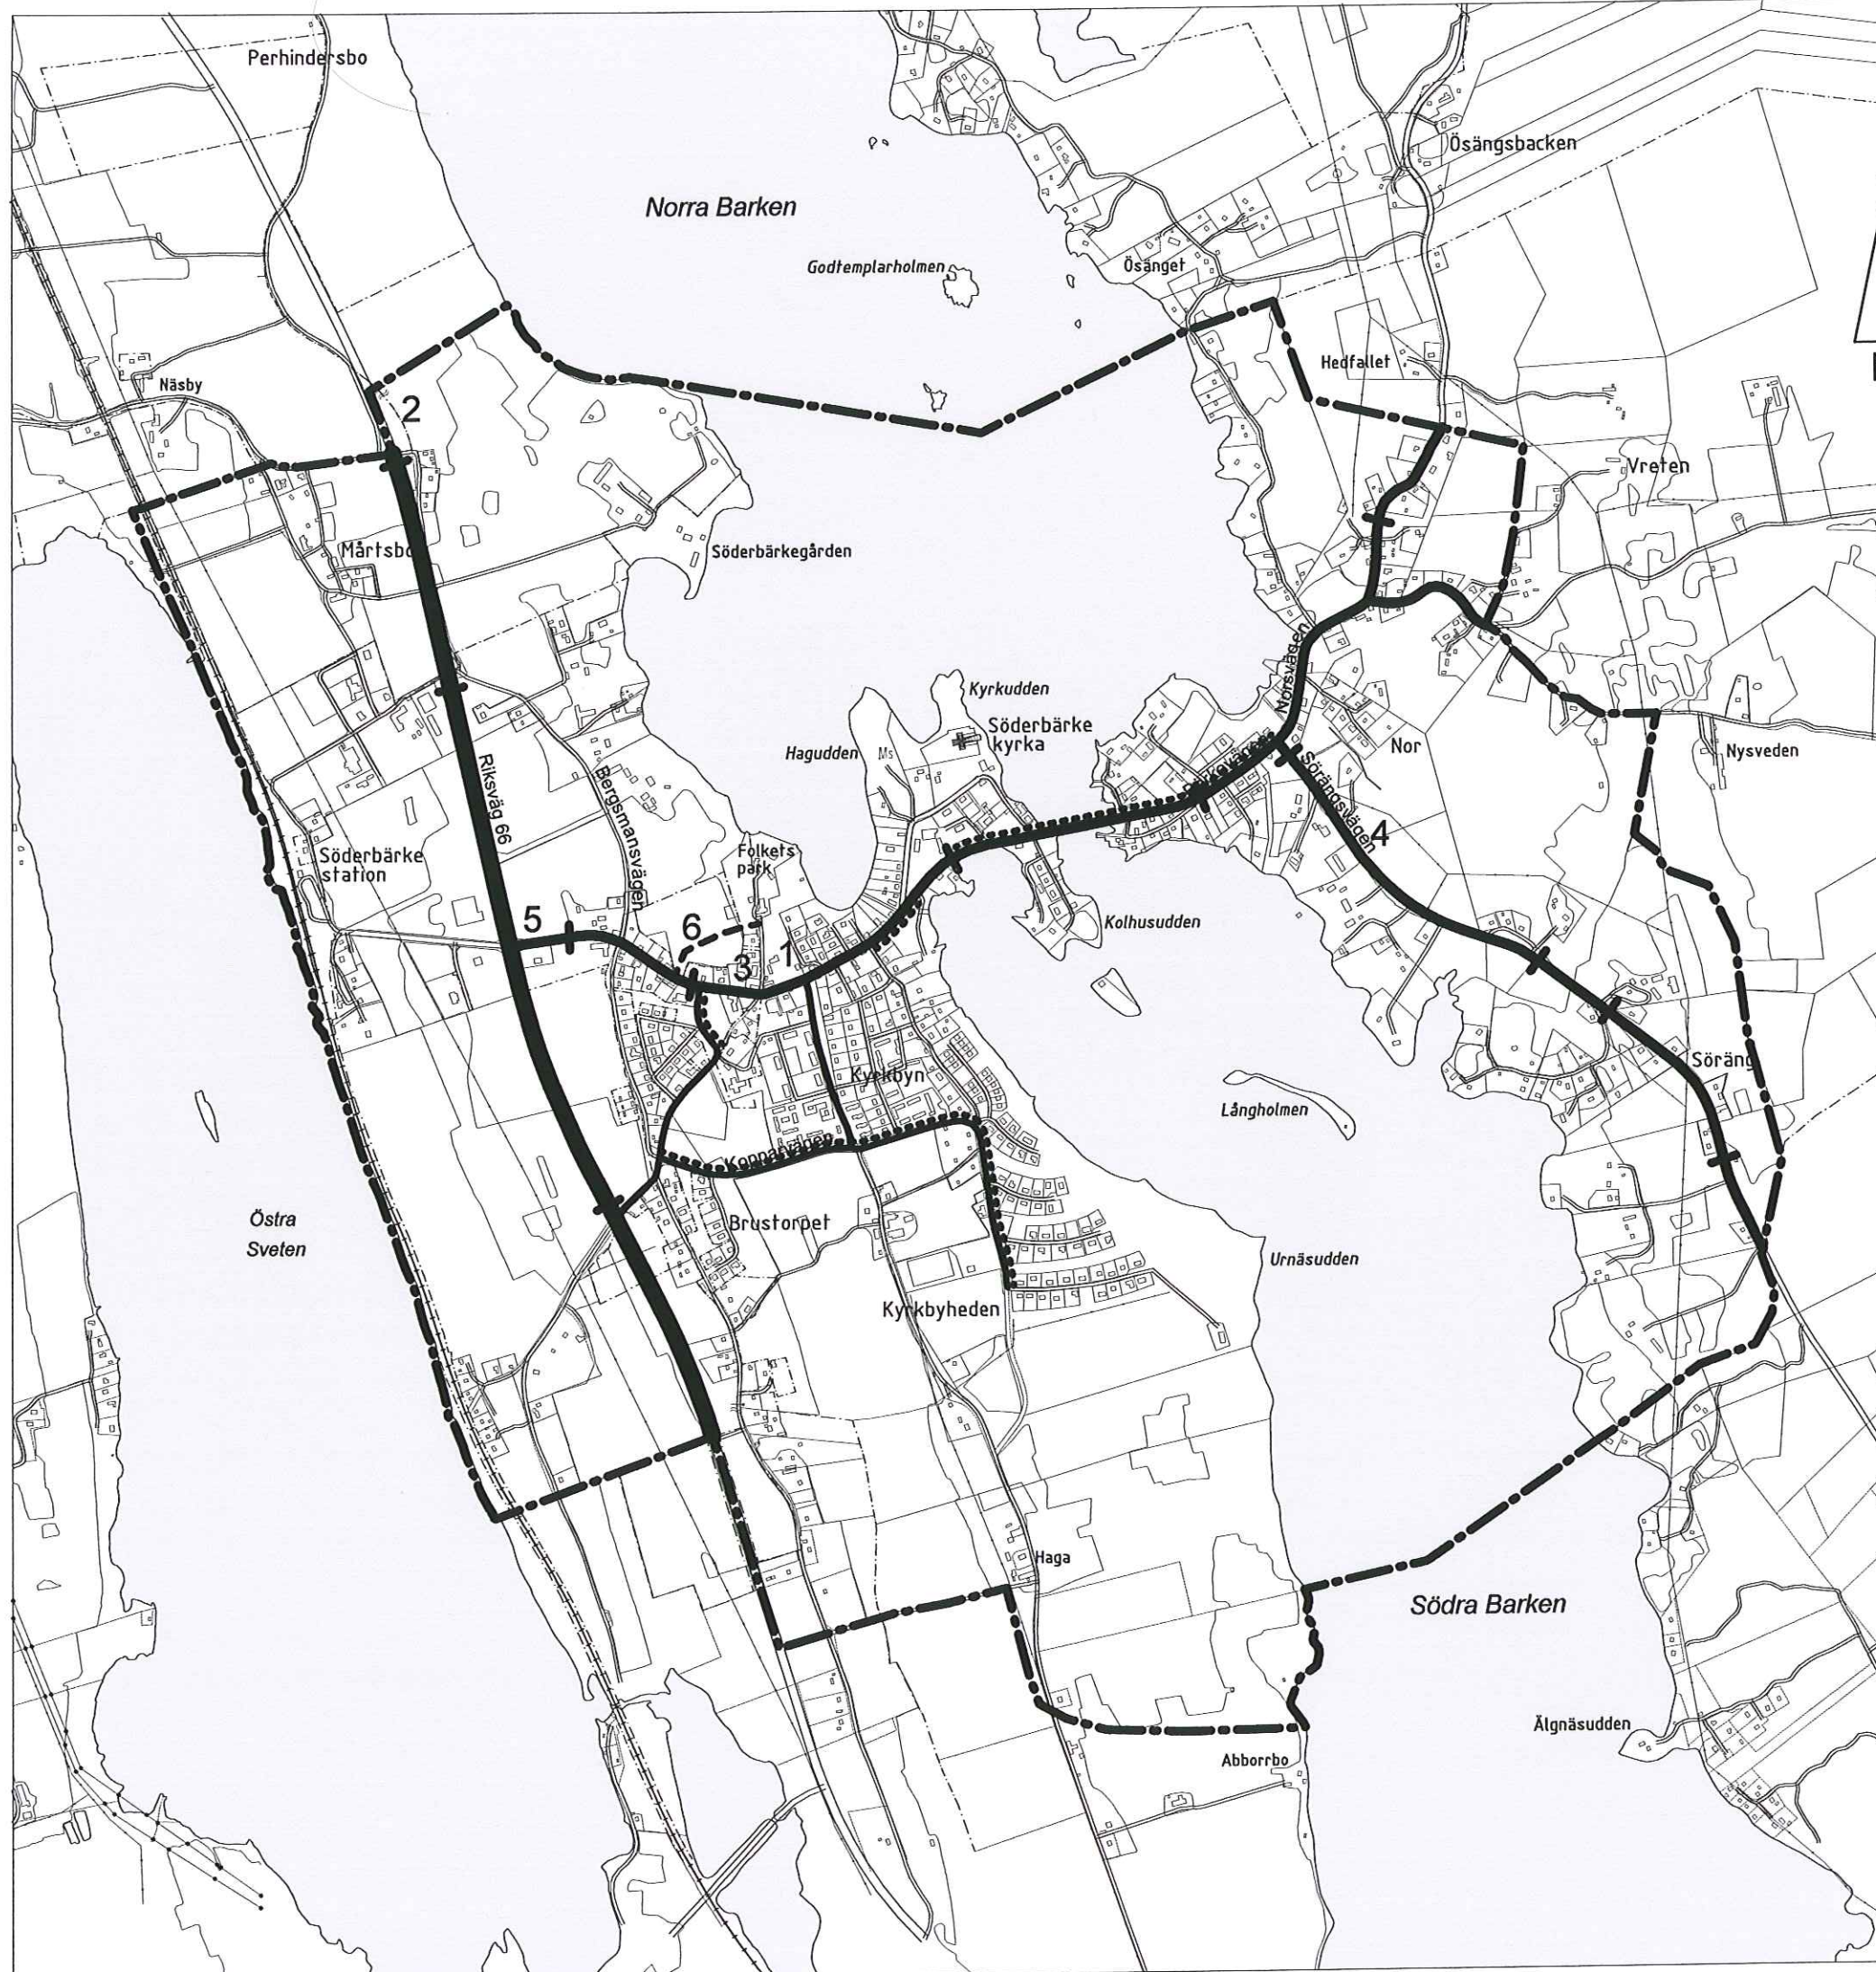 Perhindersbo
Ösängsbacken
Norra Barken
Godtemplarholmen
Ösänget
Hedfallet
Näsby
2
Vreten
Mårtsbo
Söderbärkegården
Norsvägen
Kyrkudden
Söderbärke
kyrka
Hagudden
Ms
Nor
Nysveden
Riksväg 66
Bergsmansvägen
Sörängsvägen
4
Söderbärke
station
Folkets
park
5
6
3
1
Kolhusudden
Söräng
Kyrkbyn
Långholmen
Kopparvägen
Östra
Sveten
Brustorpet
Urnäsudden
Kyrkbyheden
Haga
Södra Barken
Älgnäsudden
Abborrbo